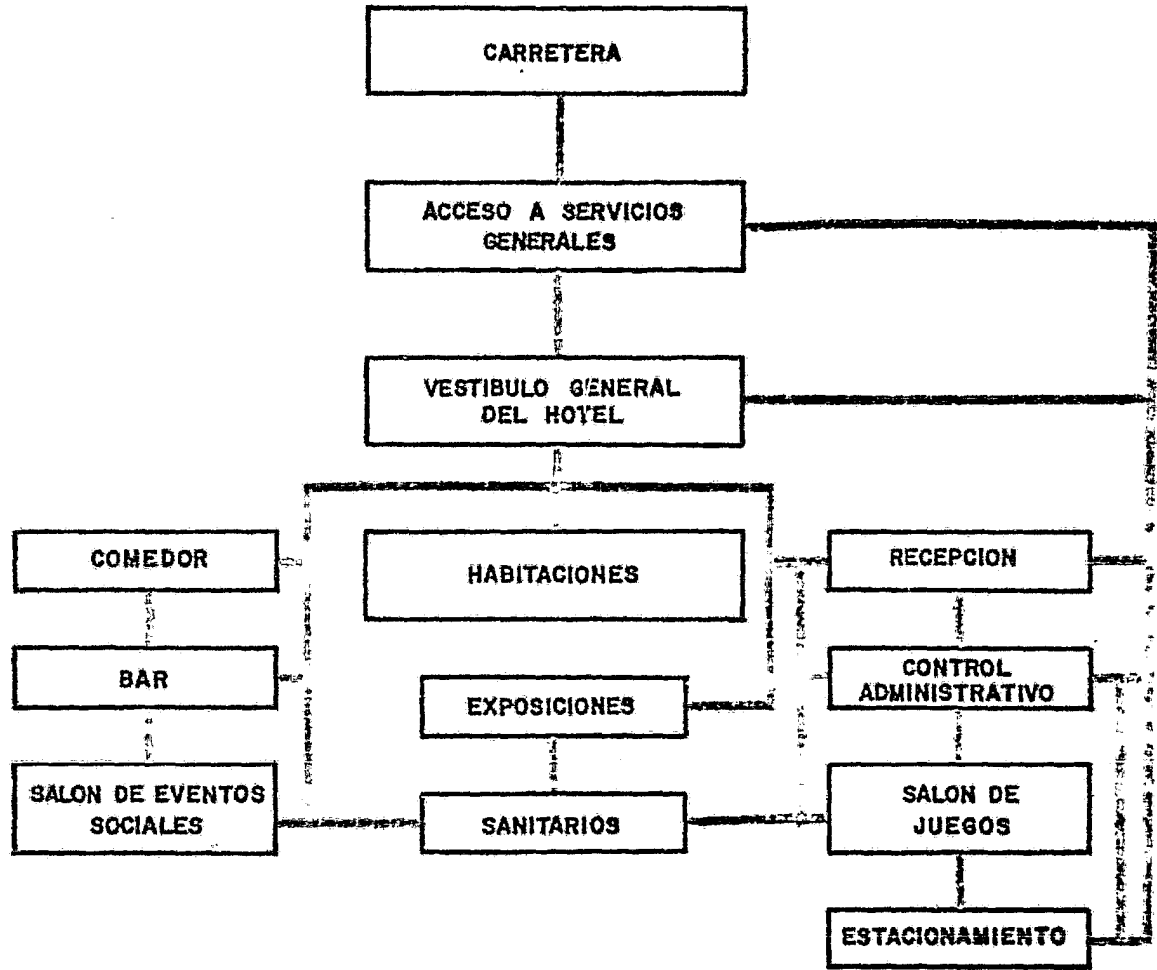 CARRETERA
ACCESO A SERVICIOS
GENERALES
VESTIBULO GENERAL
DEL HOTEL
COMEDOR
HABITACIONES
RECEPCION
BAR
EXPOSICIONES
CONTROL
ADMINISTRATIVO
SALON DE EVENTOS
SOCIALES
SANITARIOS
SALON DE
JUEGOS
ESTACIONAMIENTO